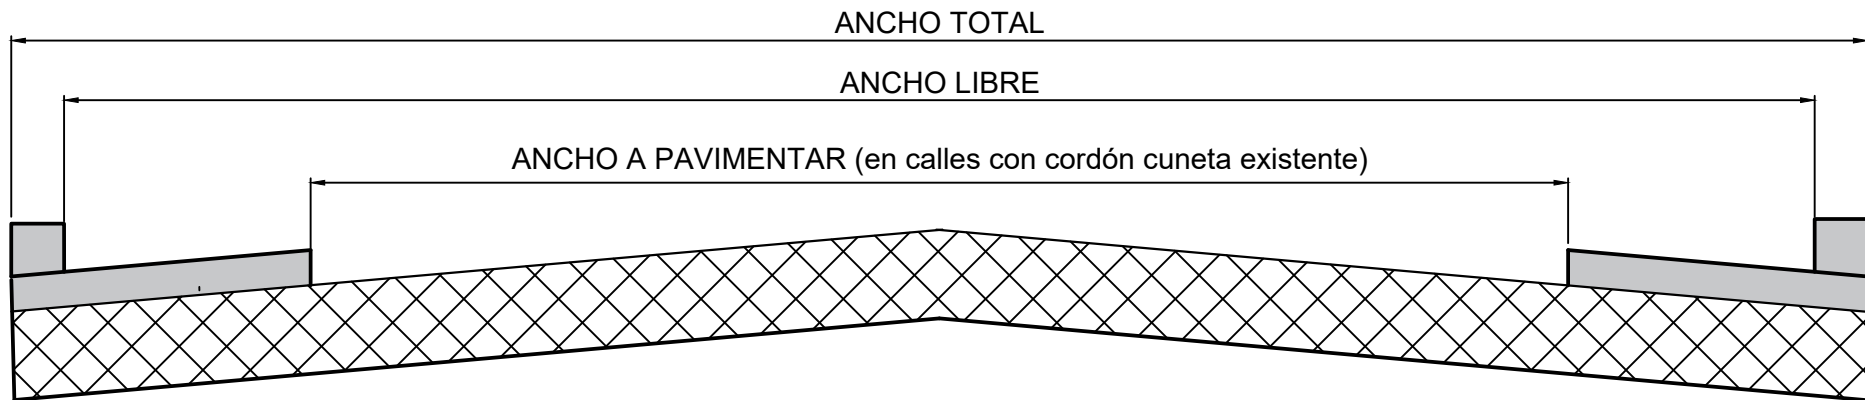 ANCHO TOTAL
ANCHO LIBRE
ANCHO A PAVIMENTAR (en calles con cordón cuneta existente)